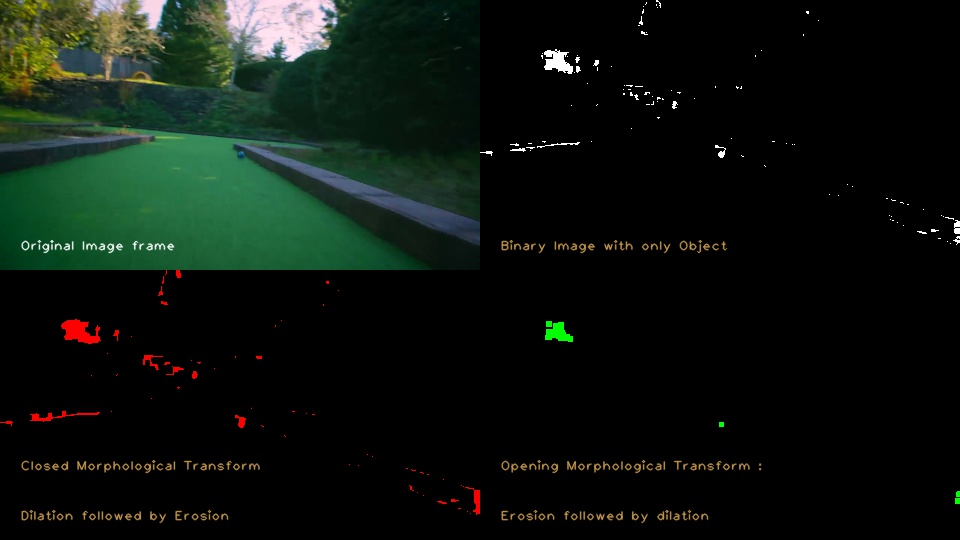 Original Image frame
Binary Image with only Object
Closed Morphological Transform
Dilation followed by Erosion
Opening Morphological Transform :
Erosion followed by dilation